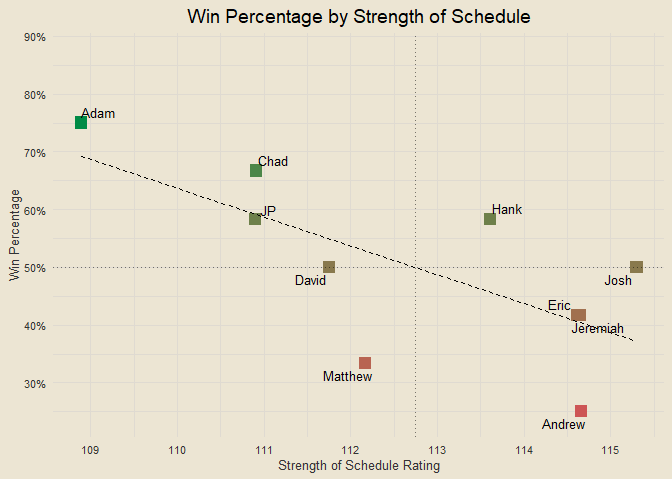 Win Percentage by Strength of Schedule
90%
80%
70%
60%
50%
40%
30%
Win Percentage
Adam
Chad
JP
Hank
David
Josh
Eric
Jeremiah
Matthew
Andrew
109 110 111 112 113 114 115
Strength of Schedule Rating